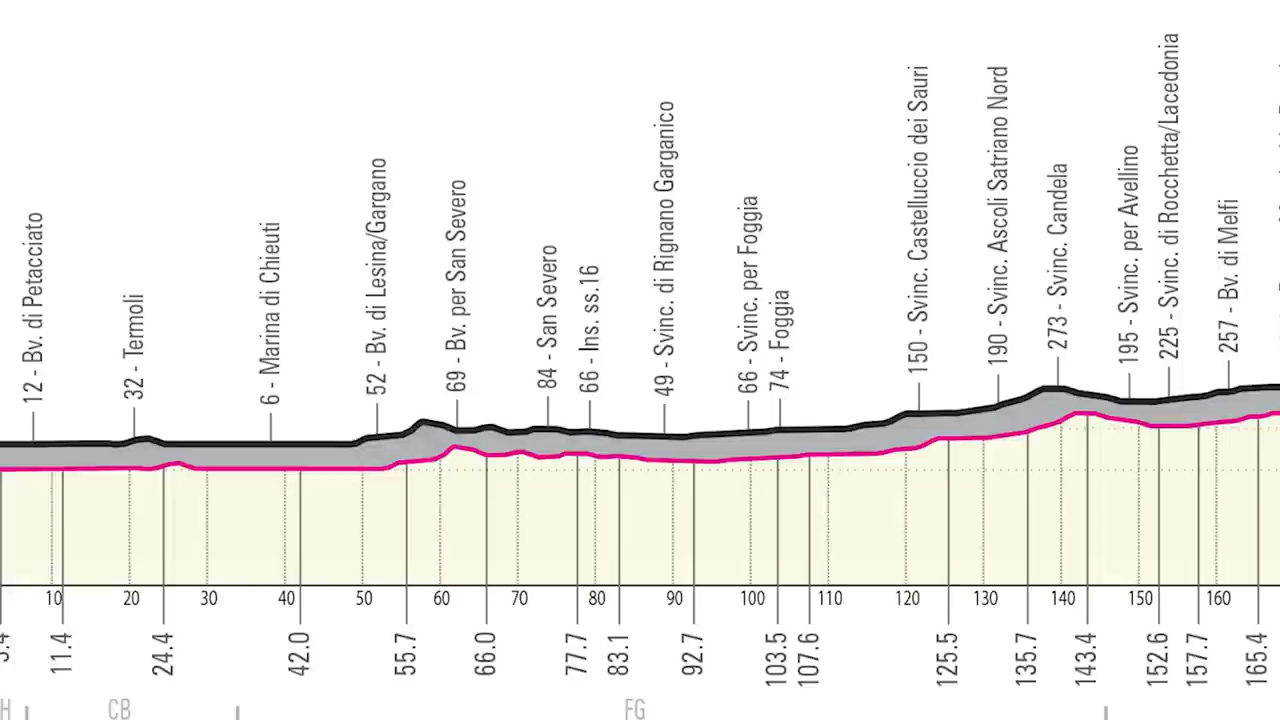 12 - Bv. di Petacciato
32 - Termoli
6 - Marina di Chieuti
52 - Bv. di Lesina/Gargano
69 - Bv. per San Severo
84 - San Severo
66 - Ins. ss.16
49 - Svinc. di Rignano Garganico
66 - Svinc. per Foggia
74 - Foggia
150 - Svinc. Castelluccio dei Sauri
190 - Svinc. Ascoli Satriano Nord
273 - Svinc. Candela
195 - Svinc. per Avellino
225 - Svinc. di Rocchetta/Lacedonia
257 - Bv. di Melfi
10 20 30 40 50 60 70 80 90 100 110 120 130 140 150 160
11.4 24.4 42.0 55.7 66.0 77.7 83.1 92.7 103.5 107.6 125.5 135.7 143.4 152.6 157.7 165.4
H CB FG